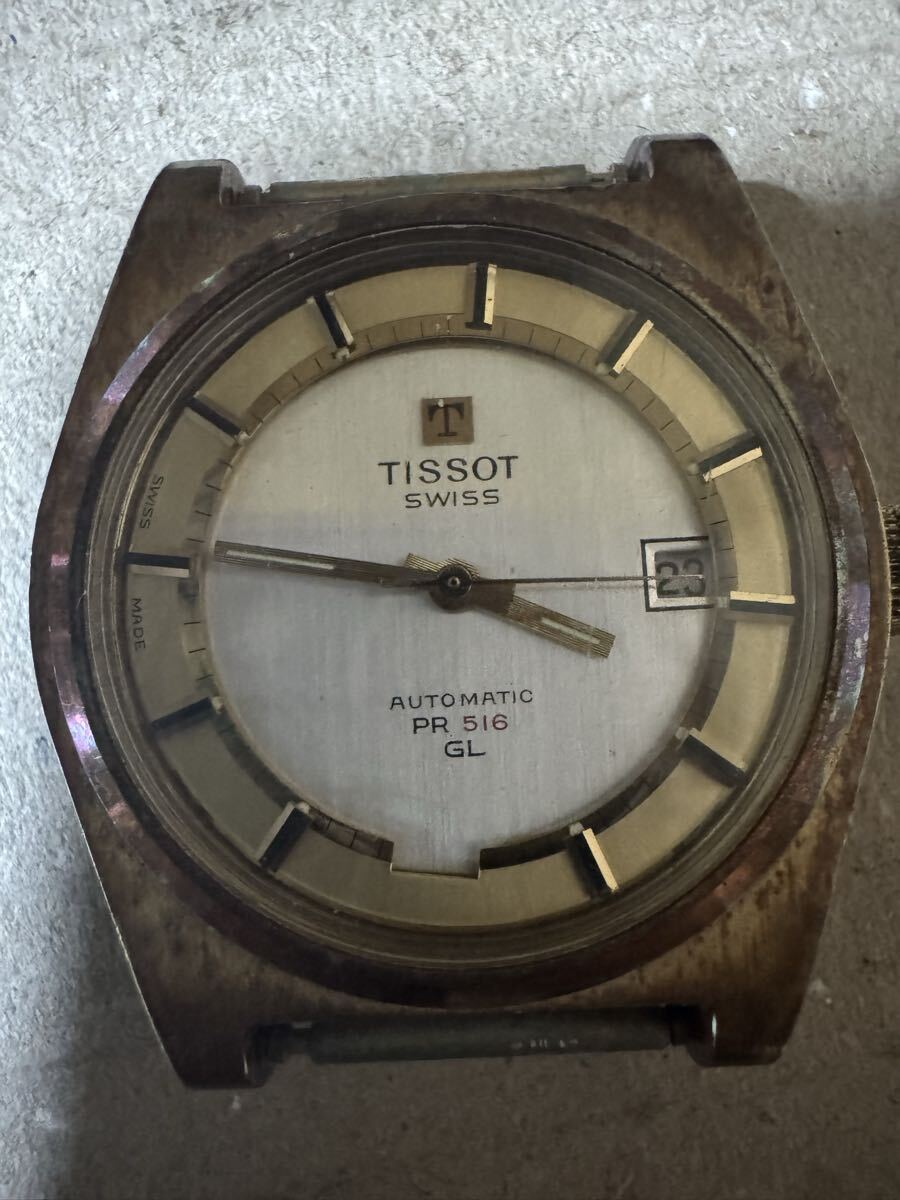 T
TISSOT
SWISS
AUTOMATIC
PR 516
GL
SWISS
MADE